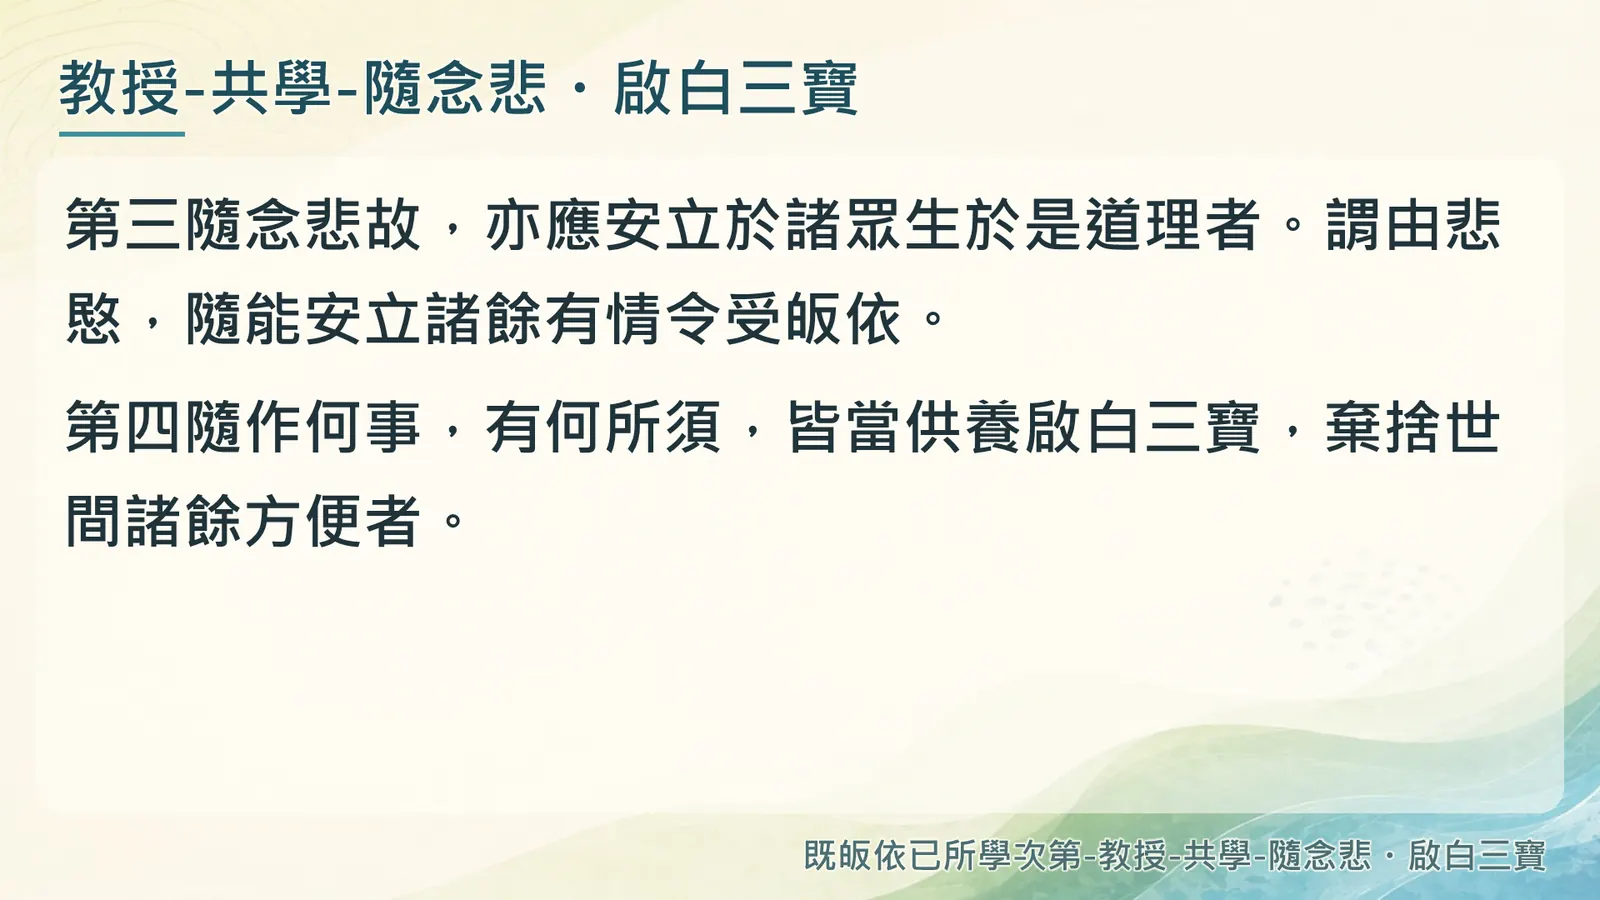 教授-共學-隨念悲．啟白三寶
第三隨念悲故，亦應安立於諸眾生於是道理者。謂由悲
愍，隨能安立諸餘有情令受皈依。
第四隨作何事，有何所須，皆當供養啟白三寶，棄捨世
間諸餘方便者。
既皈依已所學次第-教授-共學-隨念悲．啟白三寶